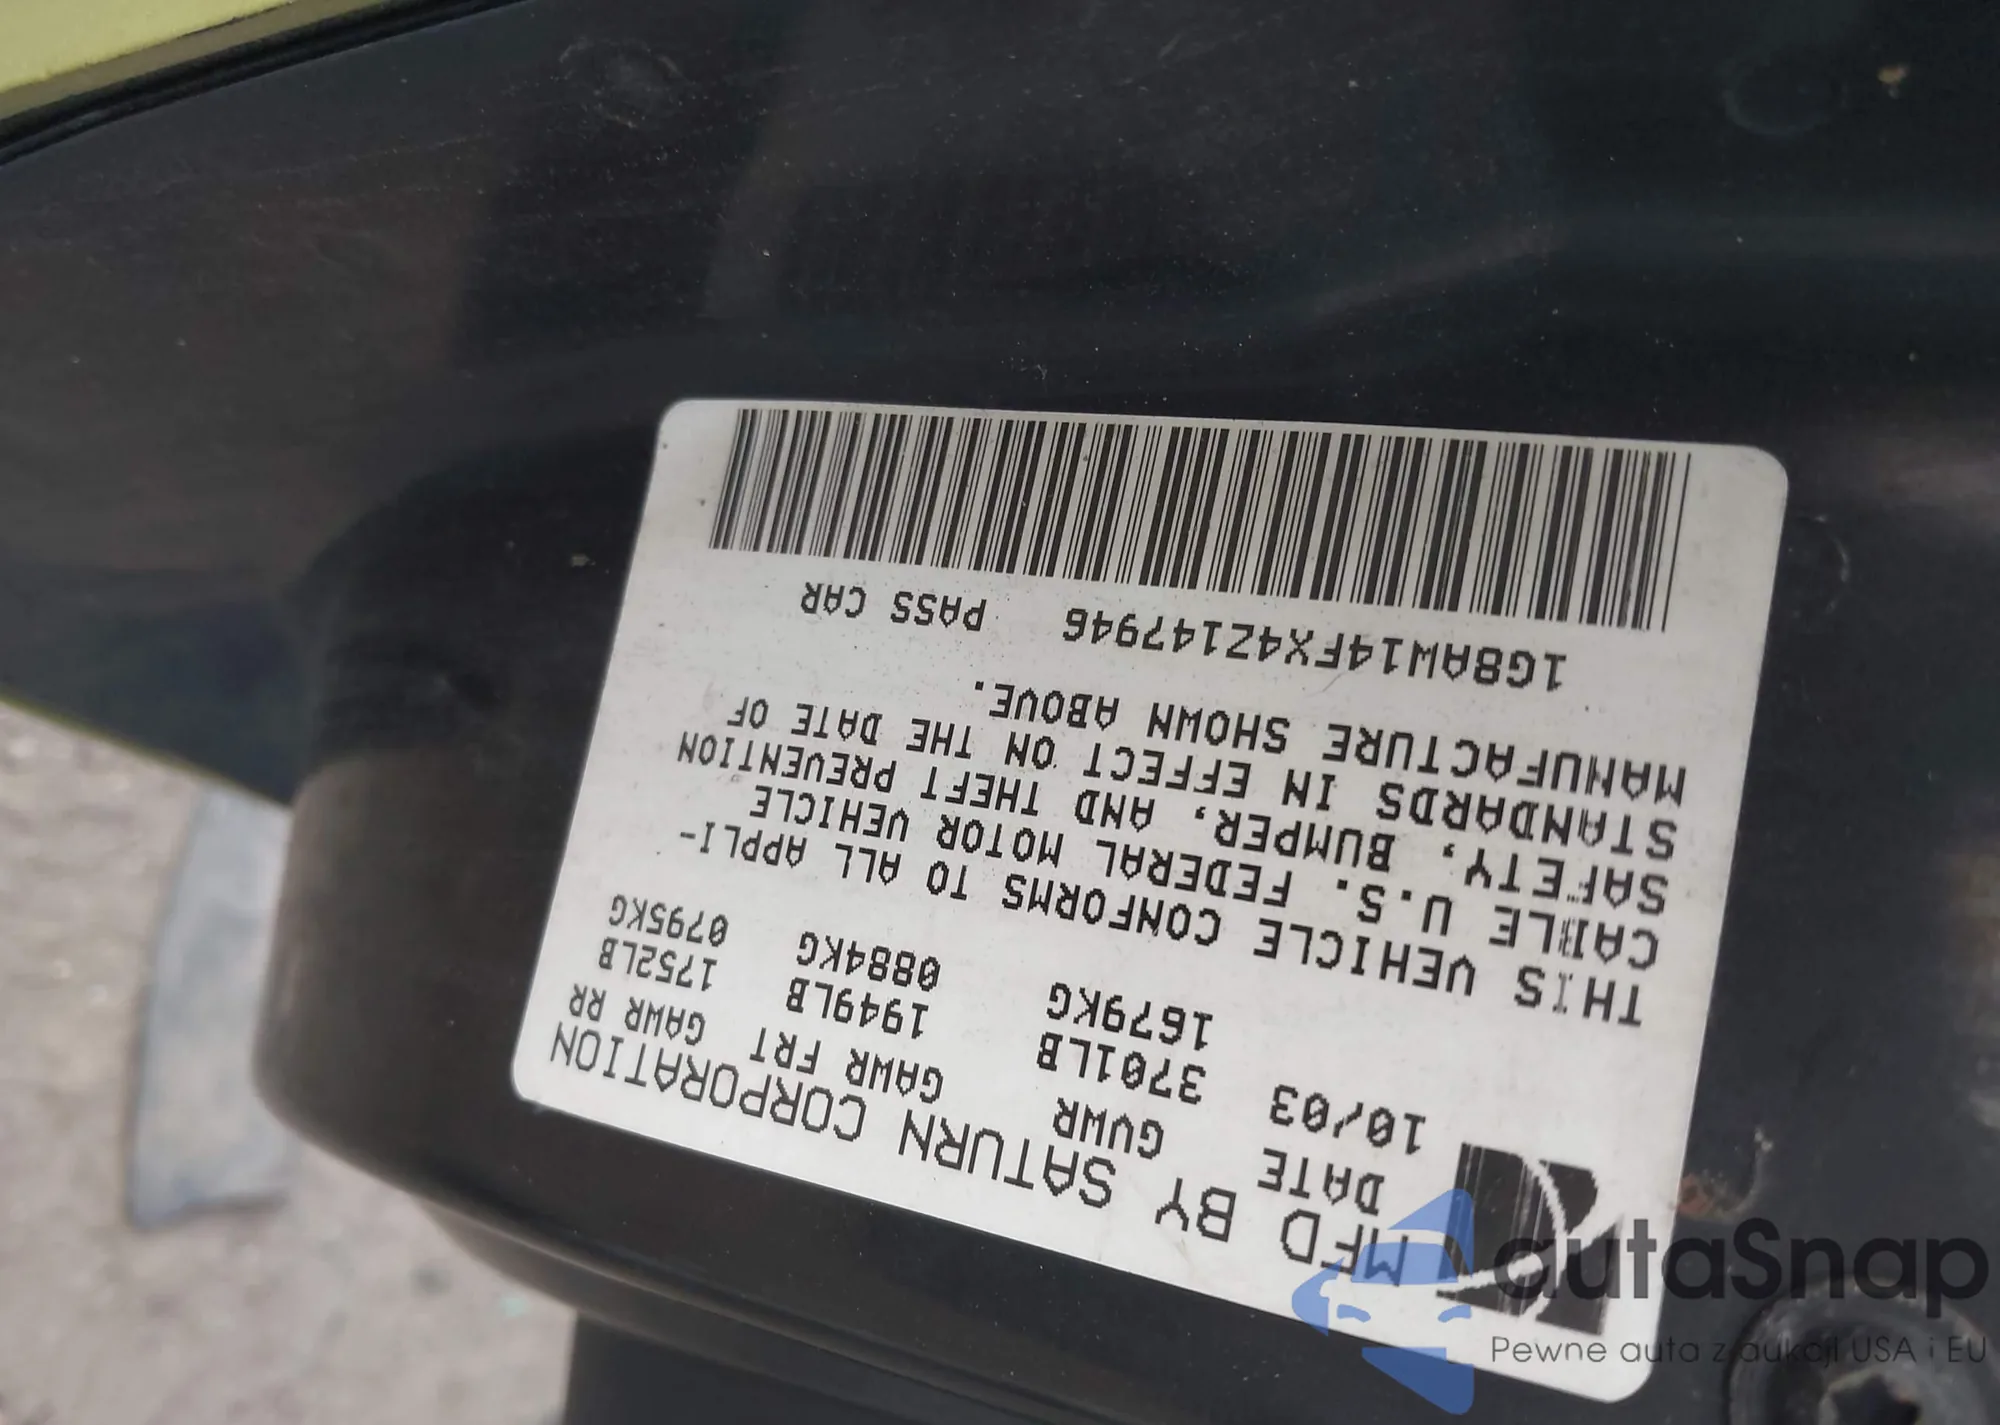 MFD BY SATURN CORPORATION
DATE GVWR GAWR FRT GAWR RR
10/03 3701LB 1949LB 1752LB
1679KG 0884KG 0795KG
THIS VEHICLE CONFORMS TO ALL APPLI-
CABLE U.S. FEDERAL MOTOR VEHICLE
SAFETY, BUMPER, AND THEFT PREVENTION
STANDARDS IN EFFECT ON THE DATE OF
MANUFACTURE SHOWN ABOVE.
1G8AW14FX4Z147946 PASS CAR
autaSnap
Pewne auta z aukcji USA i EU